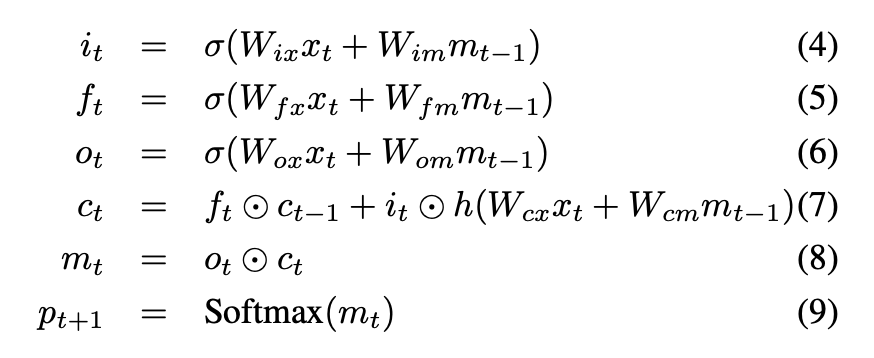 i_t = σ(W_{ix}x_t + W_{im}m_{t−1}) (4)
f_t = σ(W_{fx}x_t + W_{fm}m_{t−1}) (5)
o_t = σ(W_{ox}x_t + W_{om}m_{t−1}) (6)
c_t = f_t ⊙ c_{t−1} + i_t ⊙ h(W_{cx}x_t + W_{cm}m_{t−1})(7)
m_t = o_t ⊙ c_t (8)
p_{t+1} = Softmax(m_t) (9)